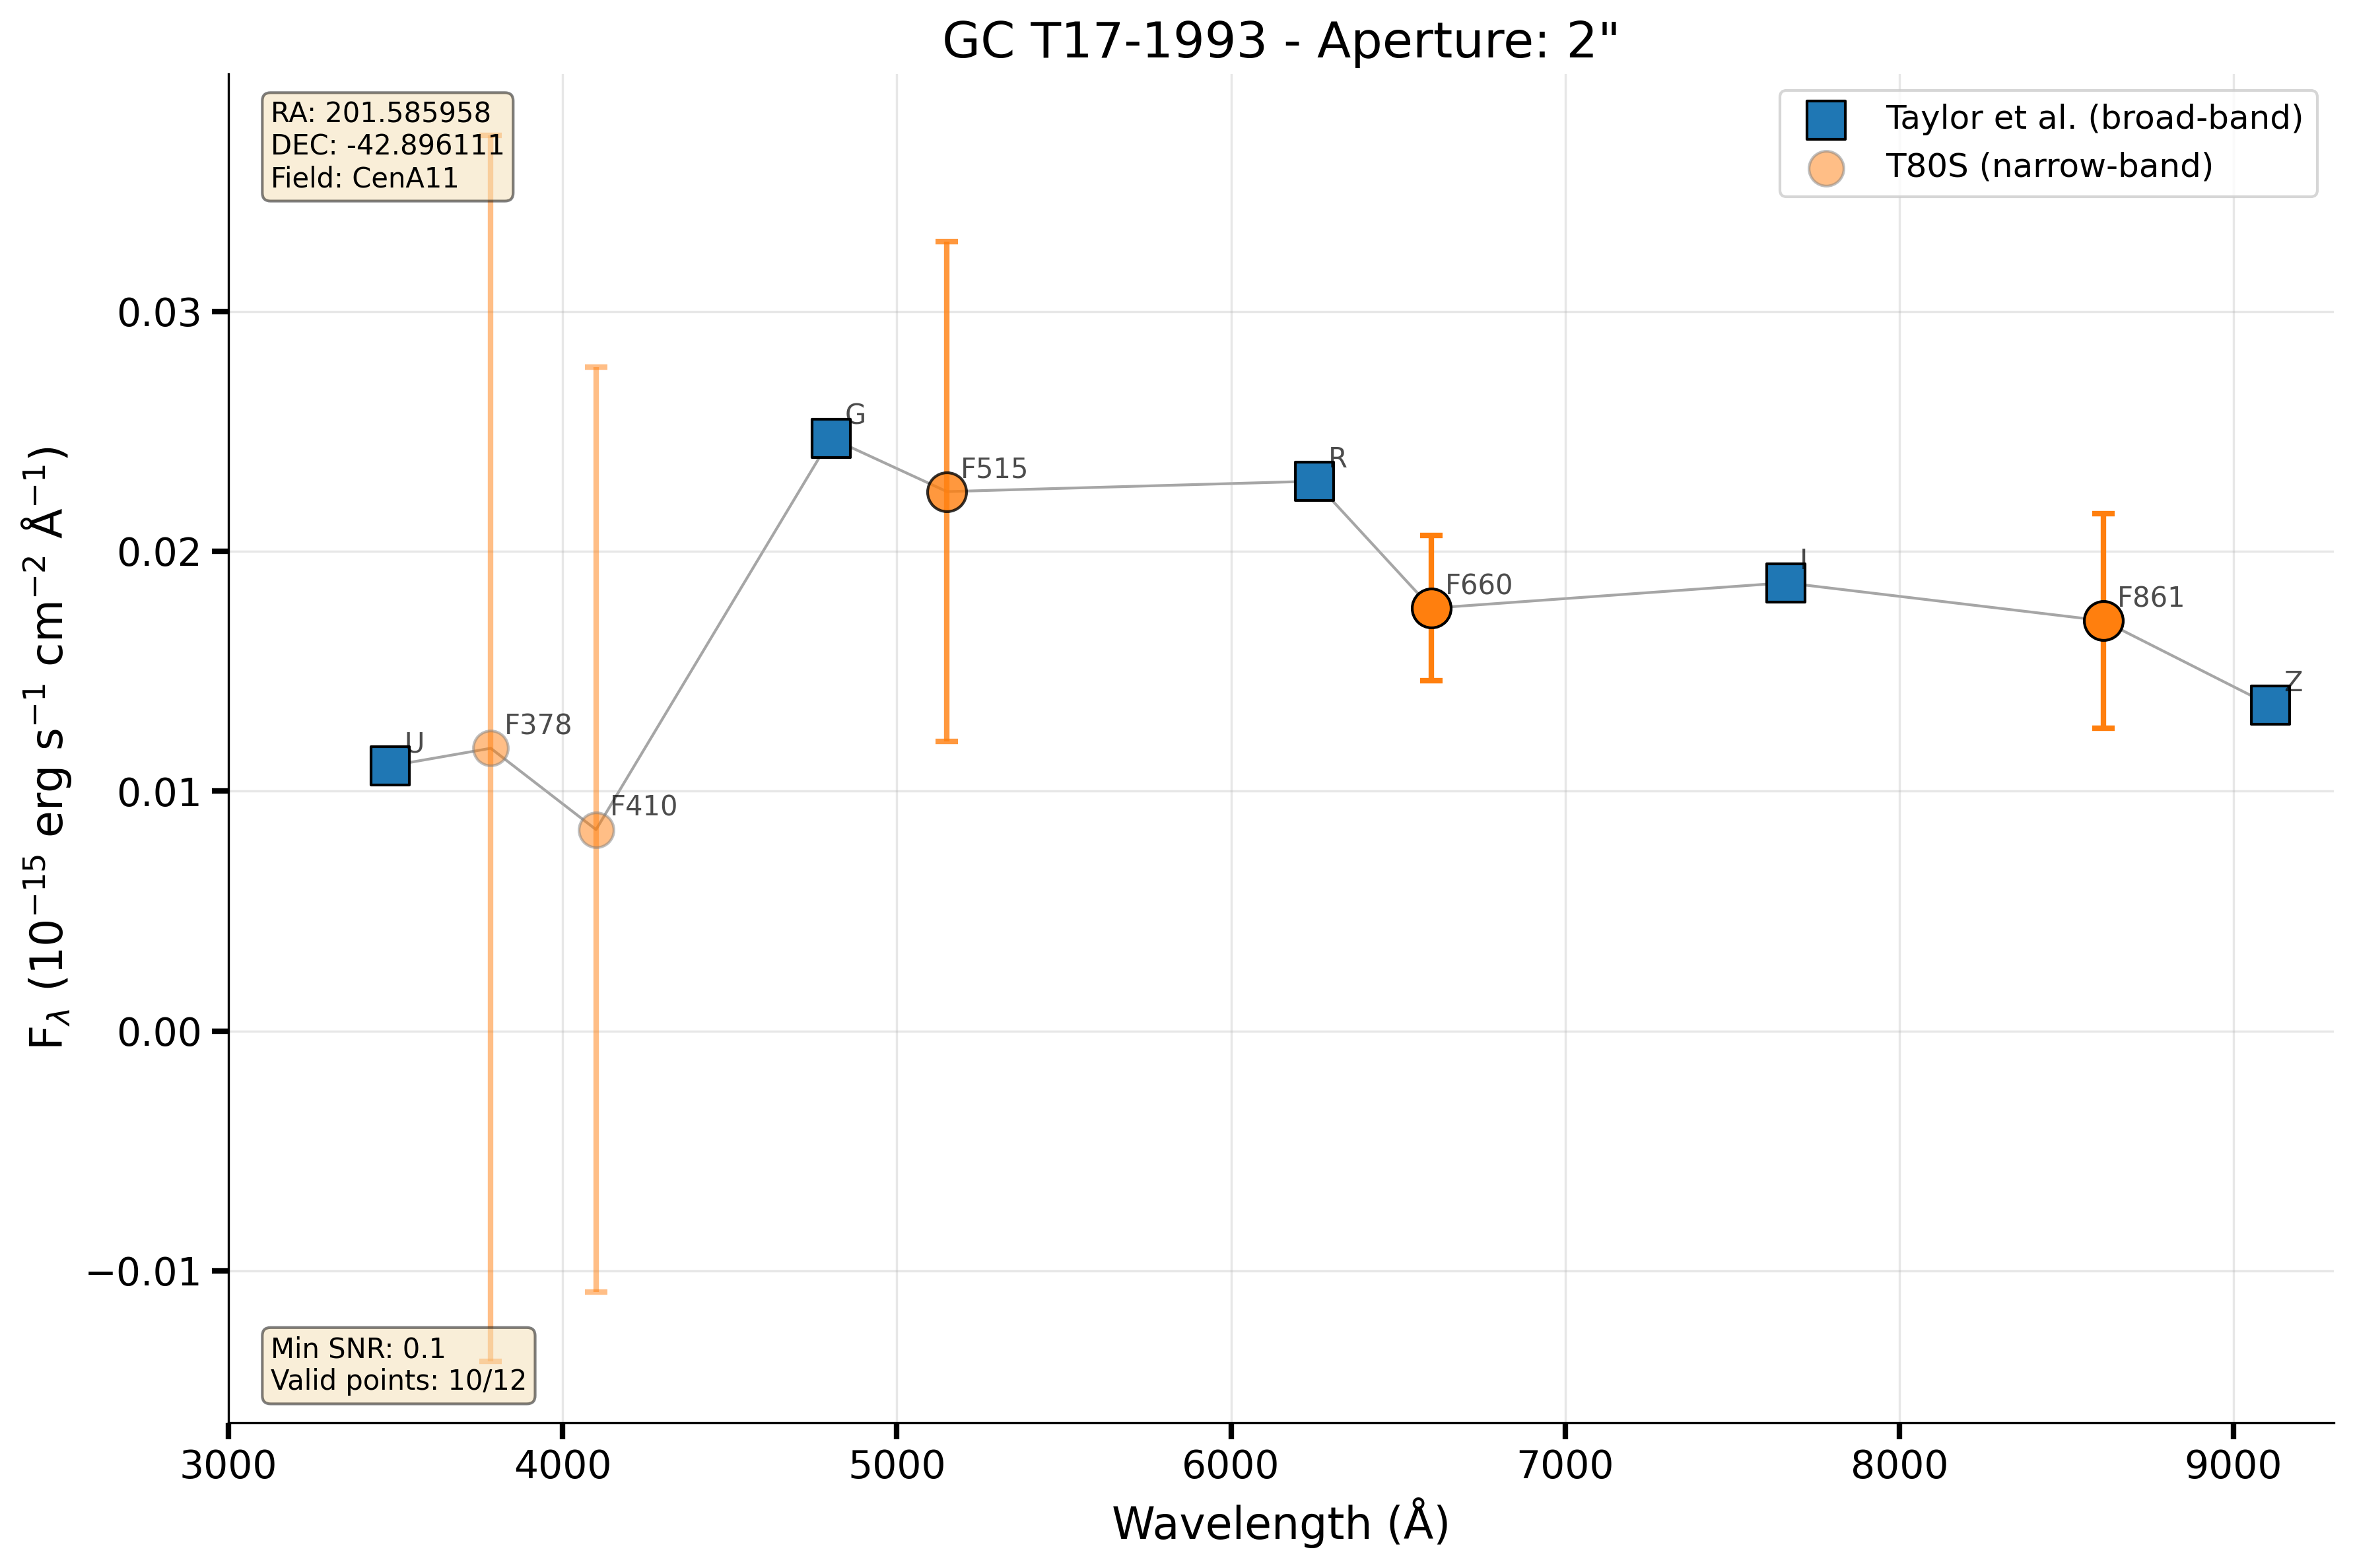 GC T17-1993 - Aperture: 2"
RA: 201.585958
DEC: -42.896111
Field: CenA11
Taylor et al. (broad-band)
T80S (narrow-band)
0.03
0.02
0.01
0.00
−0.01
F_λ (10⁻¹⁵ erg s⁻¹ cm⁻² Å⁻¹)
U
F378
F410
G
F515
R
F660
I
F861
Z
Min SNR: 0.1
Valid points: 10/12
3000 4000 5000 6000 7000 8000 9000
Wavelength (Å)